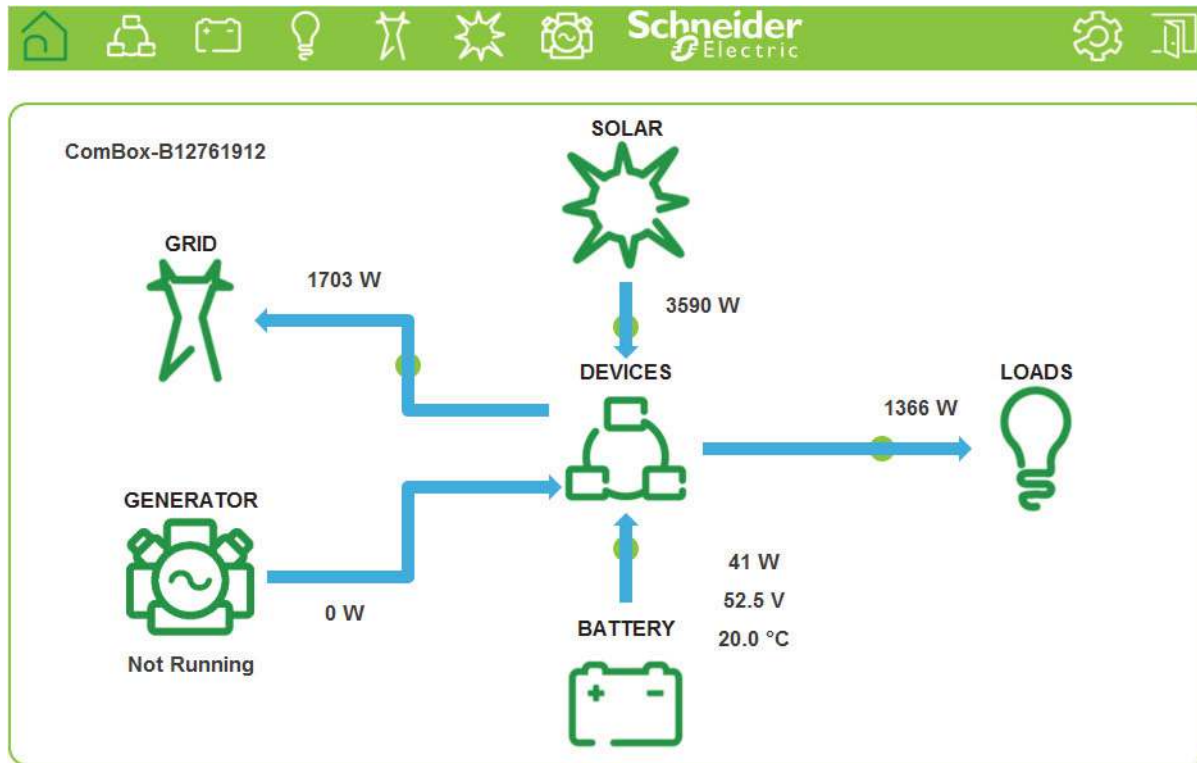 Schneider
Electric
ComBox-B12761912
SOLAR
GRID
1703 W
3590 W
DEVICES
LOADS
1366 W
GENERATOR
0 W
Not Running
41 W
52.5 V
20.0 °C
BATTERY
+ -